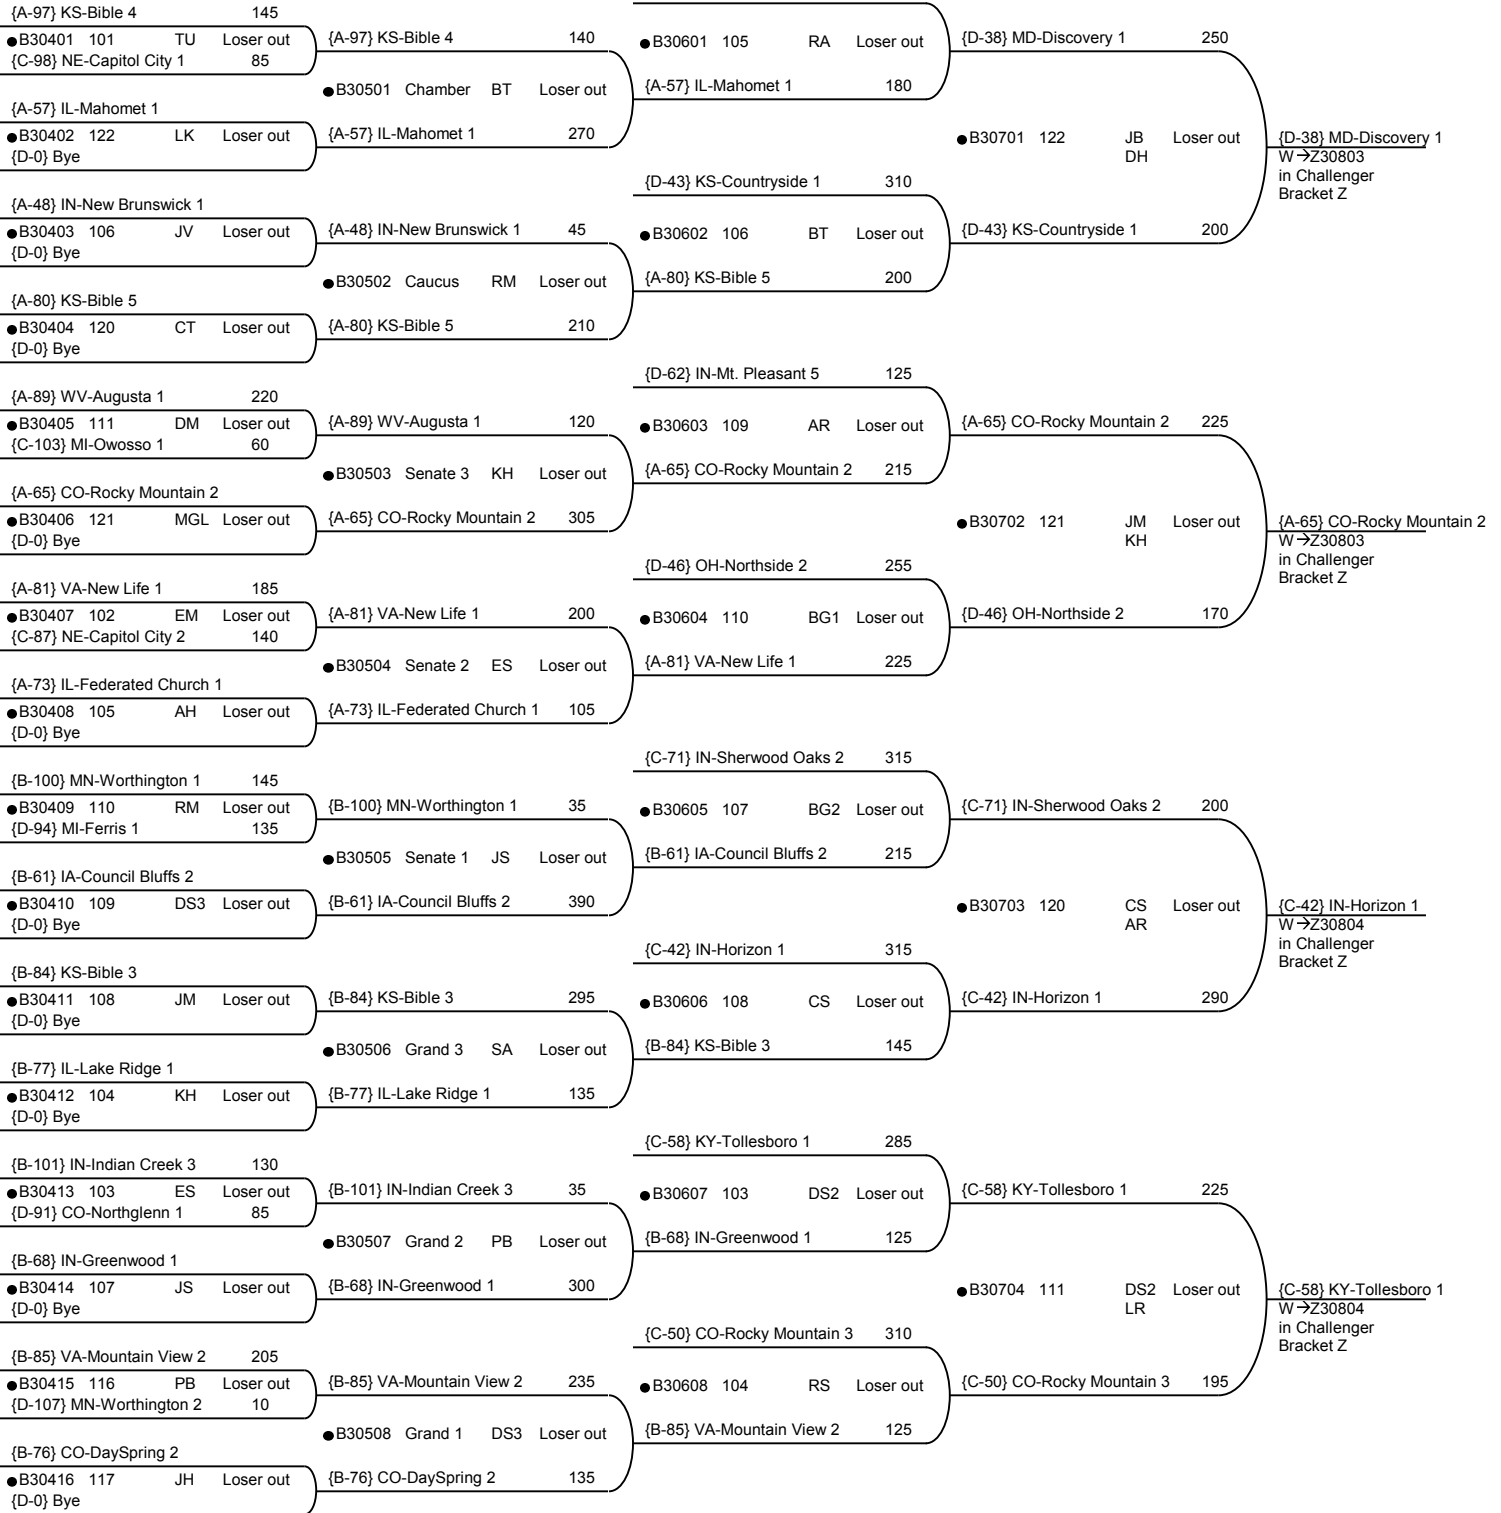 {A-97} KS-Bible 4 145
●B30401 101 TU Loser out
{C-98} NE-Capitol City 1 85
{A-57} IL-Mahomet 1
●B30402 122 LK Loser out
{D-0} Bye
{A-48} IN-New Brunswick 1
●B30403 106 JV Loser out
{D-0} Bye
{A-80} KS-Bible 5
●B30404 120 CT Loser out
{D-0} Bye
{A-89} WV-Augusta 1 220
●B30405 111 DM Loser out
{C-103} MI-Owosso 1 60
{A-65} CO-Rocky Mountain 2
●B30406 121 MGL Loser out
{D-0} Bye
{A-81} VA-New Life 1 185
●B30407 102 EM Loser out
{C-87} NE-Capitol City 2 140
{A-73} IL-Federated Church 1
●B30408 105 AH Loser out
{D-0} Bye
{B-100} MN-Worthington 1 145
●B30409 110 RM Loser out
{D-94} MI-Ferris 1 135
{B-61} IA-Council Bluffs 2
●B30410 109 DS3 Loser out
{D-0} Bye
{B-84} KS-Bible 3
●B30411 108 JM Loser out
{D-0} Bye
{B-77} IL-Lake Ridge 1
●B30412 104 KH Loser out
{D-0} Bye
{B-101} IN-Indian Creek 3 130
●B30413 103 ES Loser out
{D-91} CO-Northglenn 1 85
{B-68} IN-Greenwood 1
●B30414 107 JS Loser out
{D-0} Bye
{B-85} VA-Mountain View 2 205
●B30415 116 PB Loser out
{D-107} MN-Worthington 2 10
{B-76} CO-DaySpring 2
●B30416 117 JH Loser out
{D-0} Bye
{A-97} KS-Bible 4 140
●B30501 Chamber BT Loser out
{A-57} IL-Mahomet 1 270
{A-48} IN-New Brunswick 1 45
●B30502 Caucus RM Loser out
{A-80} KS-Bible 5 210
{A-89} WV-Augusta 1 120
●B30503 Senate 3 KH Loser out
{A-65} CO-Rocky Mountain 2 305
{A-81} VA-New Life 1 200
●B30504 Senate 2 ES Loser out
{A-73} IL-Federated Church 1 105
{B-100} MN-Worthington 1 35
●B30505 Senate 1 JS Loser out
{B-61} IA-Council Bluffs 2 390
{B-84} KS-Bible 3 295
●B30506 Grand 3 SA Loser out
{B-77} IL-Lake Ridge 1 135
{B-101} IN-Indian Creek 3 35
●B30507 Grand 2 PB Loser out
{B-68} IN-Greenwood 1 300
{B-85} VA-Mountain View 2 235
●B30508 Grand 1 DS3 Loser out
{B-76} CO-DaySpring 2 135
●B30601 105 RA Loser out
{A-57} IL-Mahomet 1 180
{D-43} KS-Countryside 1 310
●B30602 106 BT Loser out
{A-80} KS-Bible 5 200
{D-62} IN-Mt. Pleasant 5 125
●B30603 109 AR Loser out
{A-65} CO-Rocky Mountain 2 215
{D-46} OH-Northside 2 255
●B30604 110 BG1 Loser out
{A-81} VA-New Life 1 225
{C-71} IN-Sherwood Oaks 2 315
●B30605 107 BG2 Loser out
{B-61} IA-Council Bluffs 2 215
{C-42} IN-Horizon 1 315
●B30606 108 CS Loser out
{B-84} KS-Bible 3 145
{C-58} KY-Tollesboro 1 285
●B30607 103 DS2 Loser out
{B-68} IN-Greenwood 1 125
{C-50} CO-Rocky Mountain 3 310
●B30608 104 RS Loser out
{B-85} VA-Mountain View 2 125
{D-38} MD-Discovery 1 250
●B30701 122 JB Loser out
DH
{D-43} KS-Countryside 1 200
{A-65} CO-Rocky Mountain 2 225
●B30702 121 JM Loser out
KH
{D-46} OH-Northside 2 170
{C-71} IN-Sherwood Oaks 2 200
●B30703 120 CS Loser out
AR
{C-42} IN-Horizon 1 290
{C-58} KY-Tollesboro 1 225
●B30704 111 DS2 Loser out
LR
{C-50} CO-Rocky Mountain 3 195
{D-38} MD-Discovery 1
W→Z30803
in Challenger
Bracket Z
{A-65} CO-Rocky Mountain 2
W→Z30803
in Challenger
Bracket Z
{C-42} IN-Horizon 1
W→Z30804
in Challenger
Bracket Z
{C-58} KY-Tollesboro 1
W→Z30804
in Challenger
Bracket Z